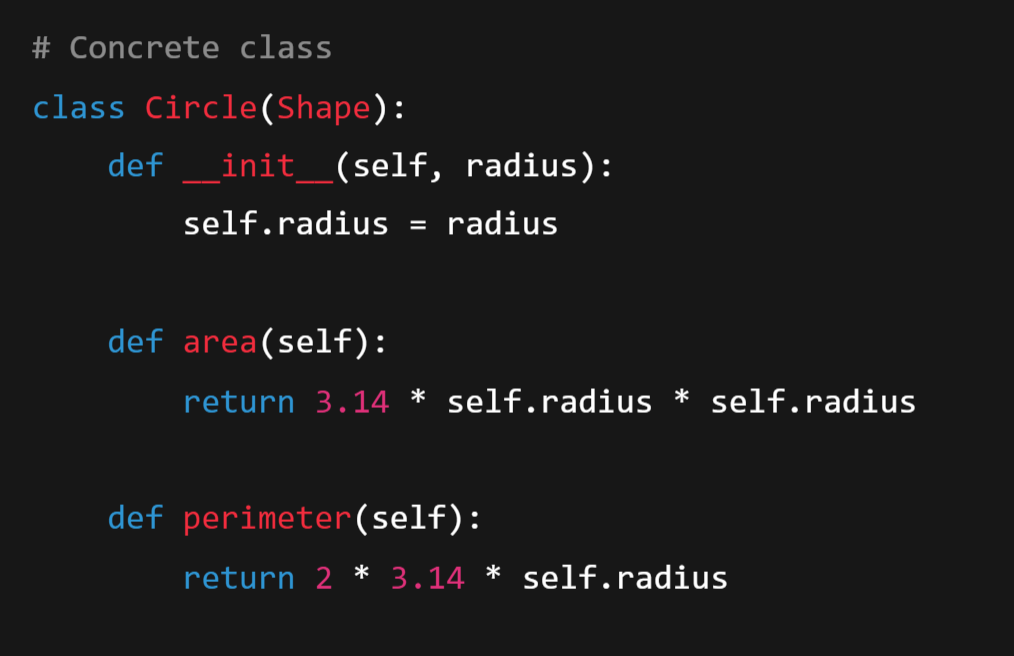 # Concrete class
class Circle(Shape):
    def __init__(self, radius):
        self.radius = radius
    def area(self):
        return 3.14 * self.radius * self.radius
    def perimeter(self):
        return 2 * 3.14 * self.radius